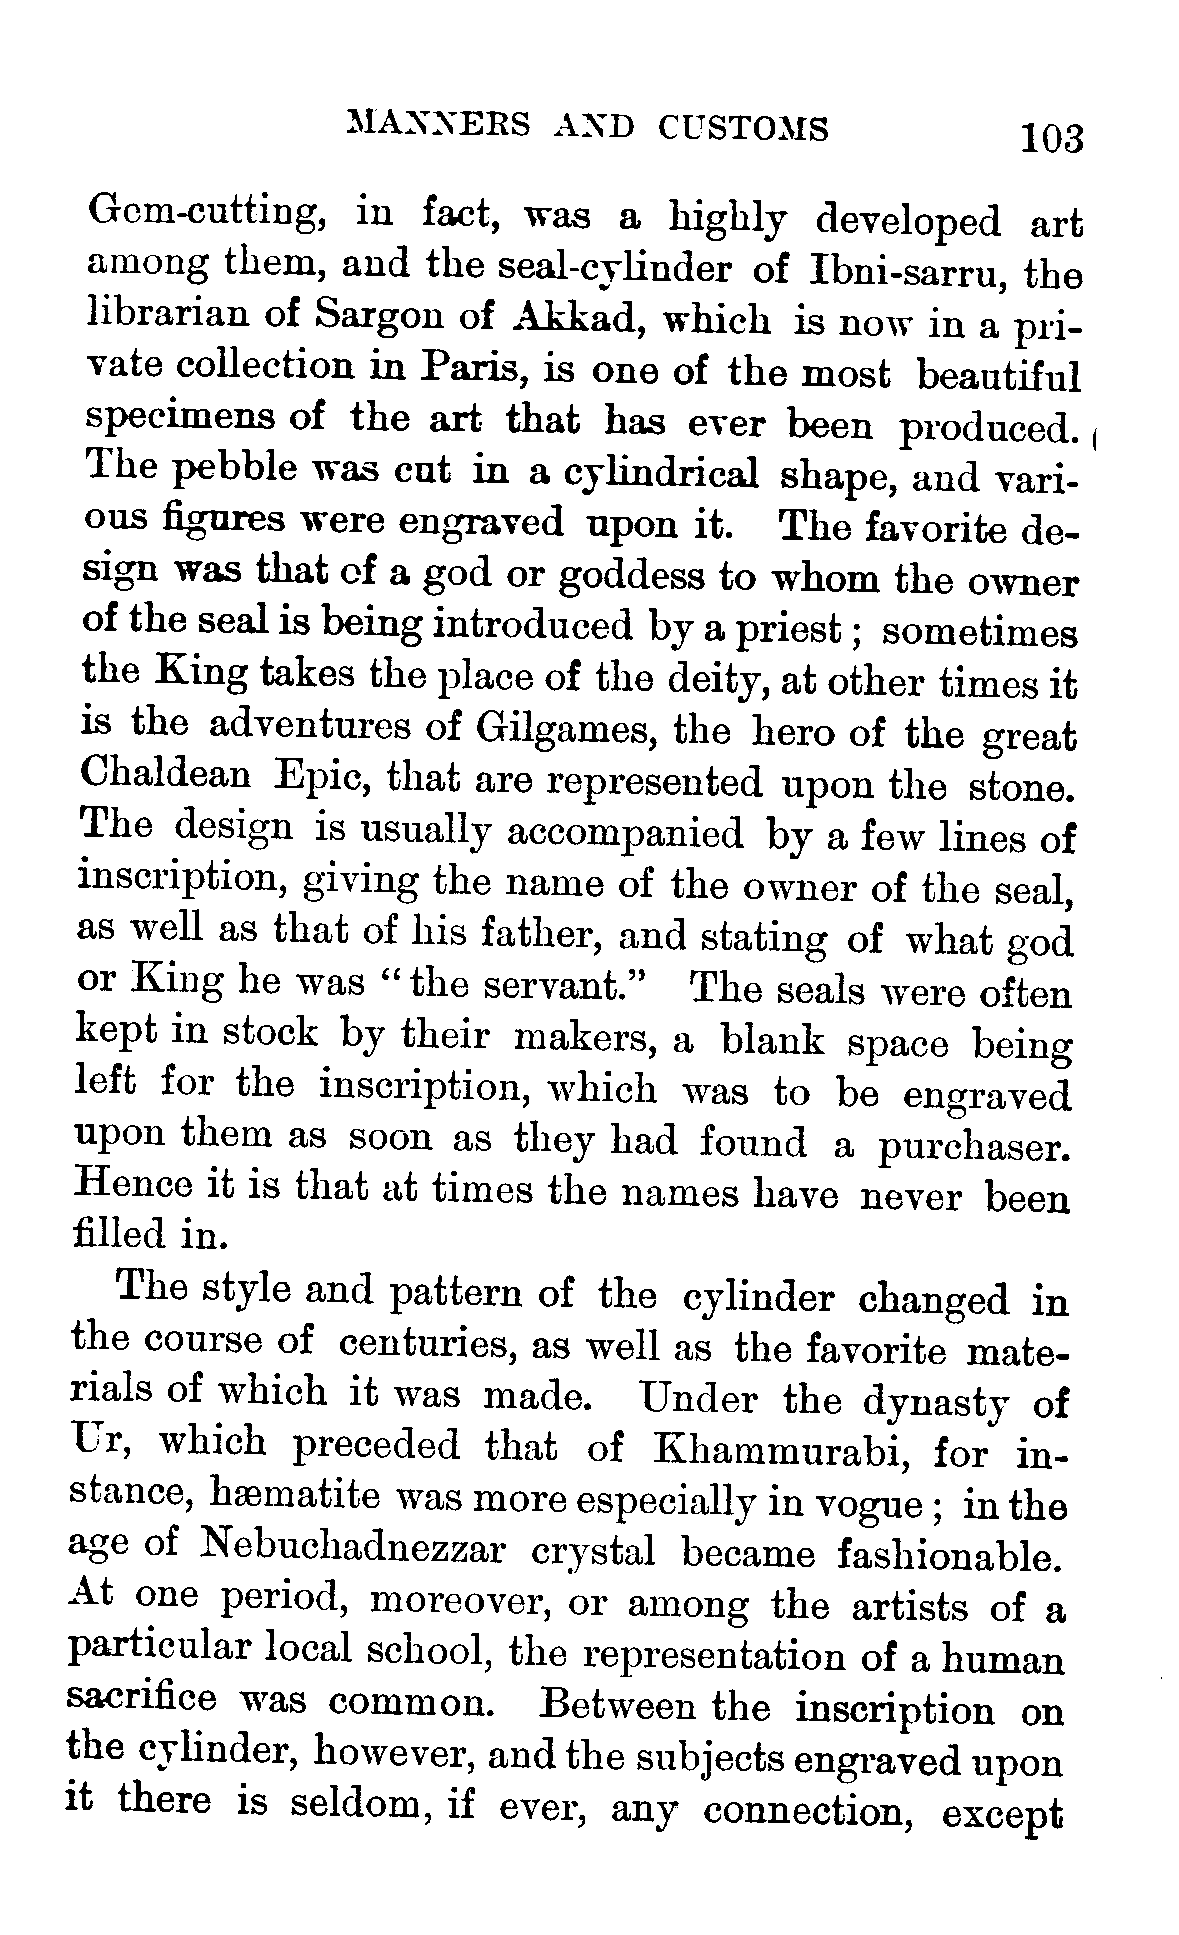 MANNERS AND CUSTOMS 103
Gem-cutting, in fact, was a highly developed art
among them, and the seal-cylinder of Ibni-sarru, the
librarian of Sargon of Akkad, which is now in a pri-
vate collection in Paris, is one of the most beautiful
specimens of the art that has ever been produced.
The pebble was cut in a cylindrical shape, and vari-
ous figures were engraved upon it. The favorite de-
sign was that of a god or goddess to whom the owner
of the seal is being introduced by a priest; sometimes
the King takes the place of the deity, at other times it
is the adventures of Gilgames, the hero of the great
Chaldean Epic, that are represented upon the stone.
The design is usually accompanied by a few lines of
inscription, giving the name of the owner of the seal,
as well as that of his father, and stating of what god
or King he was “the servant.” The seals were often
kept in stock by their makers, a blank space being
left for the inscription, which was to be engraved
upon them as soon as they had found a purchaser.
Hence it is that at times the names have never been
filled in.
The style and pattern of the cylinder changed in
the course of centuries, as well as the favorite mate-
rials of which it was made. Under the dynasty of
Ur, which preceded that of Khammurabi, for in-
stance, hæmatite was more especially in vogue; in the
age of Nebuchadnezzar crystal became fashionable.
At one period, moreover, or among the artists of a
particular local school, the representation of a human
sacrifice was common. Between the inscription on
the cylinder, however, and the subjects engraved upon
it there is seldom, if ever, any connection, except